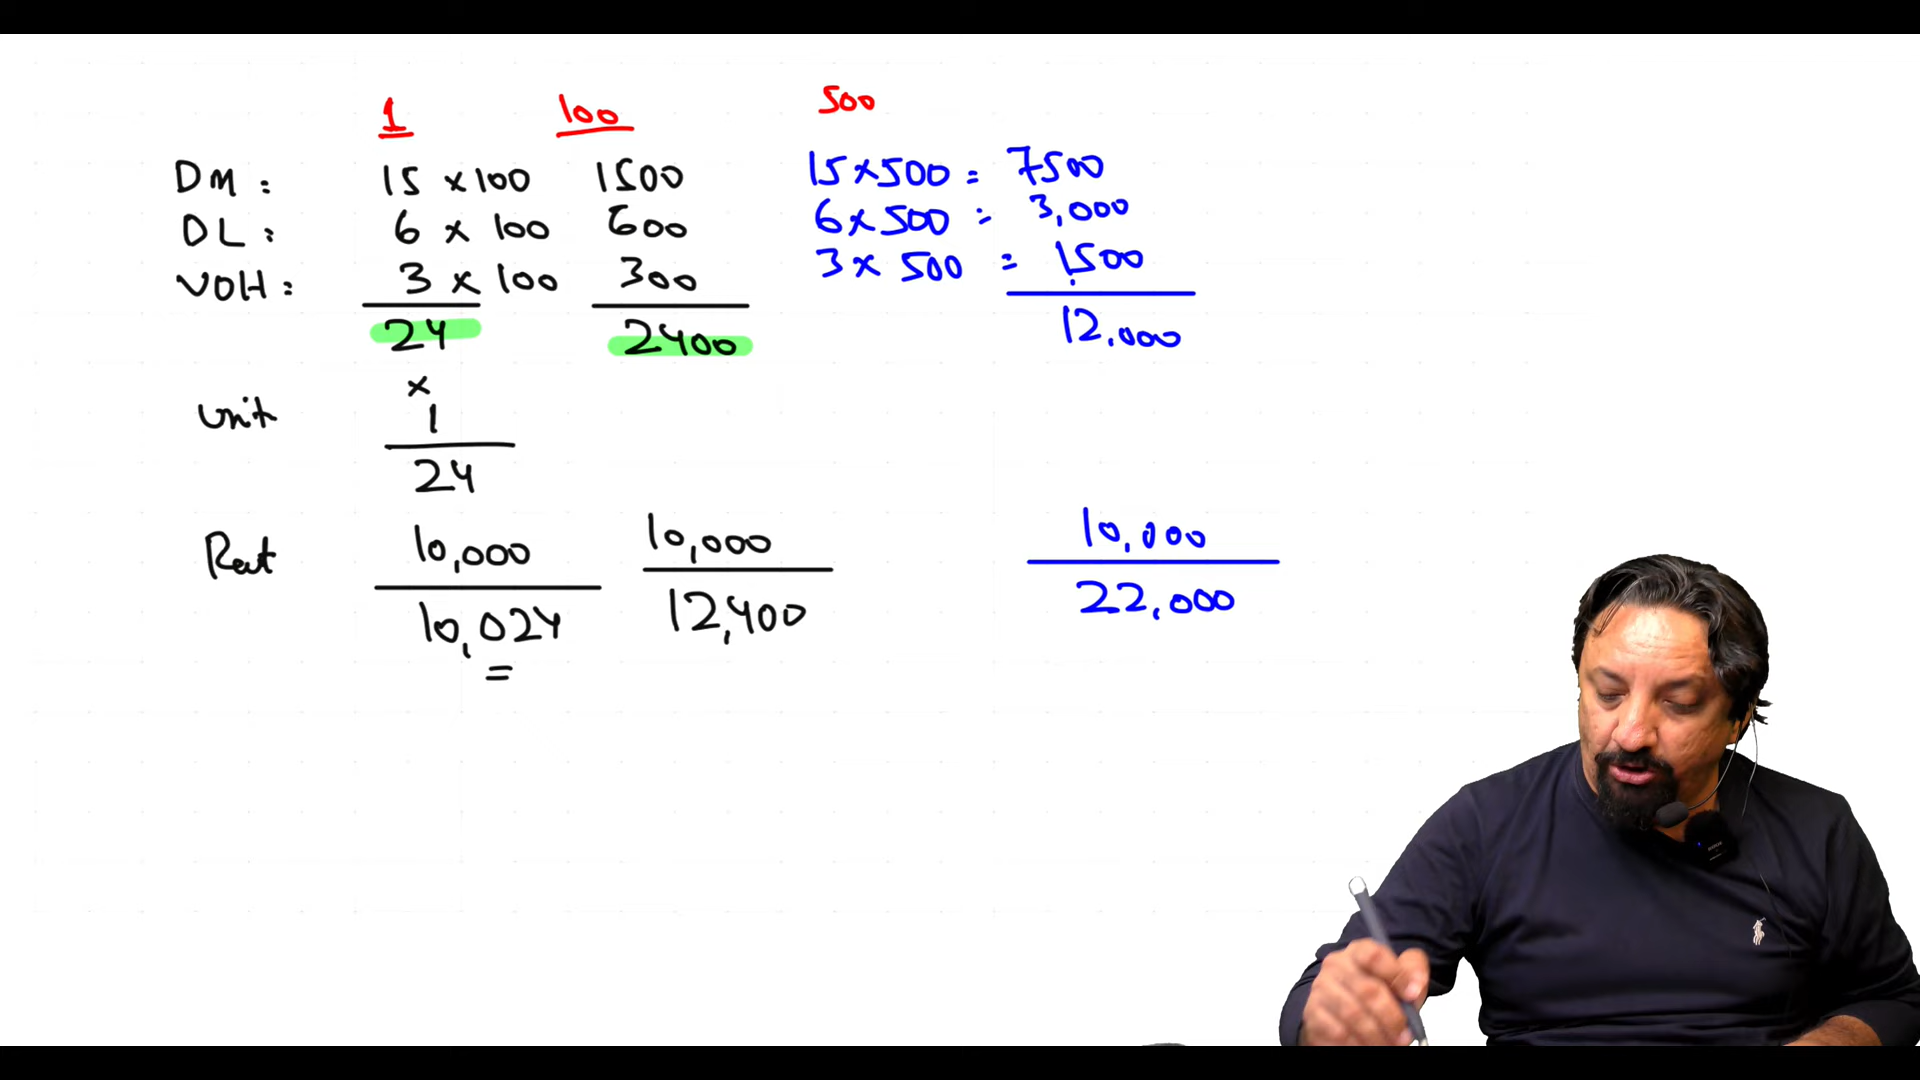 1 100 500
DM: 15 x 100 1500 15 x 500 = 7500
DL: 6 x 100 600 6 x 500 = 3,000
VOH: 3 x 100 300 3 x 500 = 1,500
24 2400 12,000
x
Unit 1
24
Rent 10,000 10,000 10,000
10,024 12,400 22,000
=